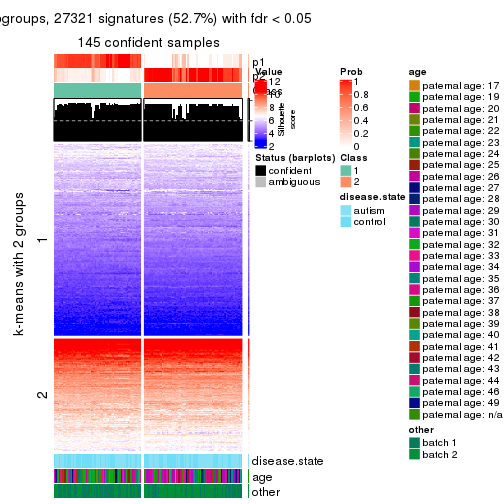 ogroups, 27321 signatures (52.7%) with fdr < 0.05
145 confident samples
p1
p2
Class
k-means with 2 groups
1
2
Silhouette
score
disease.state
age
other
Value
12
10
8
6
4
2
Status (barplots)
confident
ambiguous
Prob
1
0.8
0.6
0.4
0.2
0
Class
1
2
disease.state
autism
control
age
paternal age: 17
paternal age: 19
paternal age: 20
paternal age: 21
paternal age: 22
paternal age: 23
paternal age: 24
paternal age: 25
paternal age: 26
paternal age: 27
paternal age: 28
paternal age: 29
paternal age: 30
paternal age: 31
paternal age: 32
paternal age: 33
paternal age: 34
paternal age: 35
paternal age: 36
paternal age: 37
paternal age: 38
paternal age: 39
paternal age: 40
paternal age: 41
paternal age: 42
paternal age: 43
paternal age: 44
paternal age: 46
paternal age: 49
paternal age: n/a
other
batch 1
batch 2